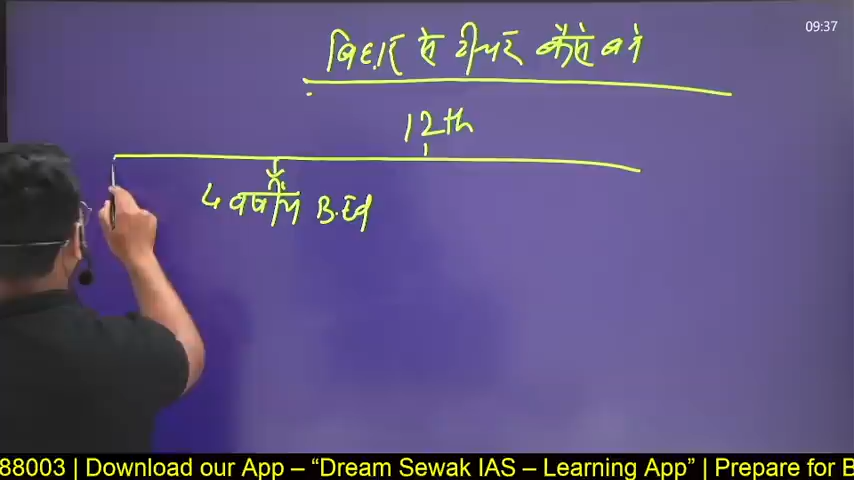 09:37
बिहार में टीचर कैसे बने
12th
4 वर्षीय B.Ed
88003 | Download our App – “Dream Sewak IAS – Learning App” | Prepare for B